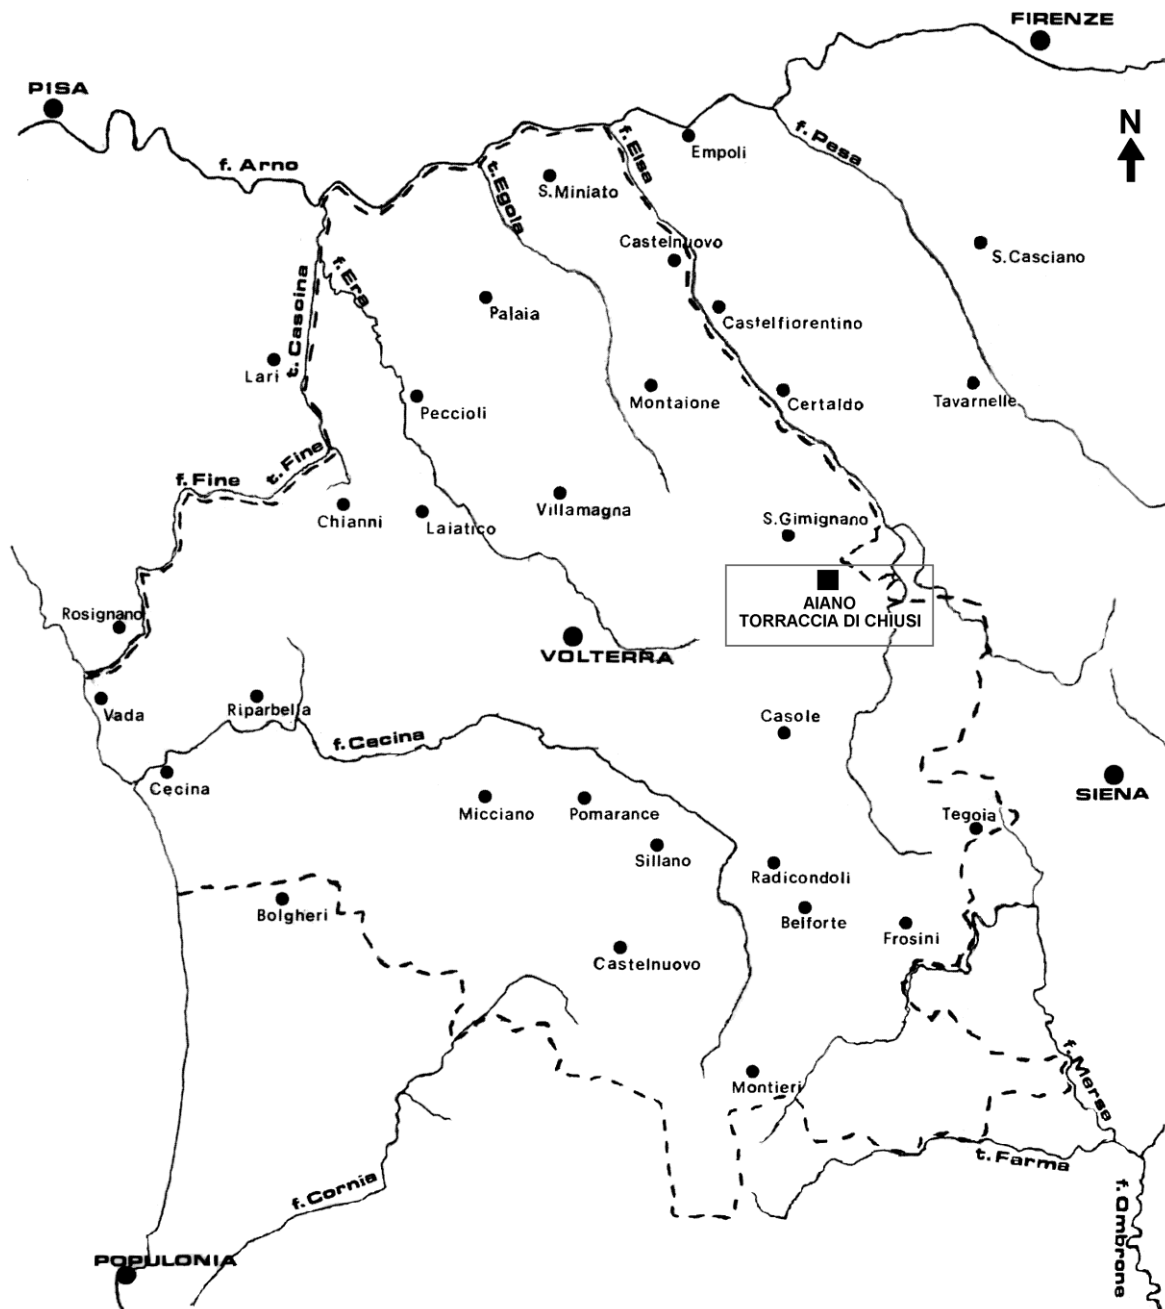 FIRENZE
PISA
N
f. Elsa
f. Pesa
Empoli
f. Arno
t. Egola
S. Miniato
Castelnuovo
S. Casciano
f. Era
t. Cascina
Palaia
Castelfiorentino
Lari
Peccioli
Montaione
Certaldo
Tavarnelle
t. Fine
f. Fine
Chianni
Laiatico
Villamagna
S. Gimignano
AIANO
TORRACCIA DI CHIUSI
Rosignano
VOLTERRA
Vada
Riparbella
Casole
f. Cecina
Cecina
Micciano
Pomarance
SIENA
Tegoia
Sillano
Radicondoli
Bolgheri
Belforte
Frosini
Castelnuovo
Montieri
f. Merse
t. Farma
f. Cornia
f. Ombrone
POPULONIA